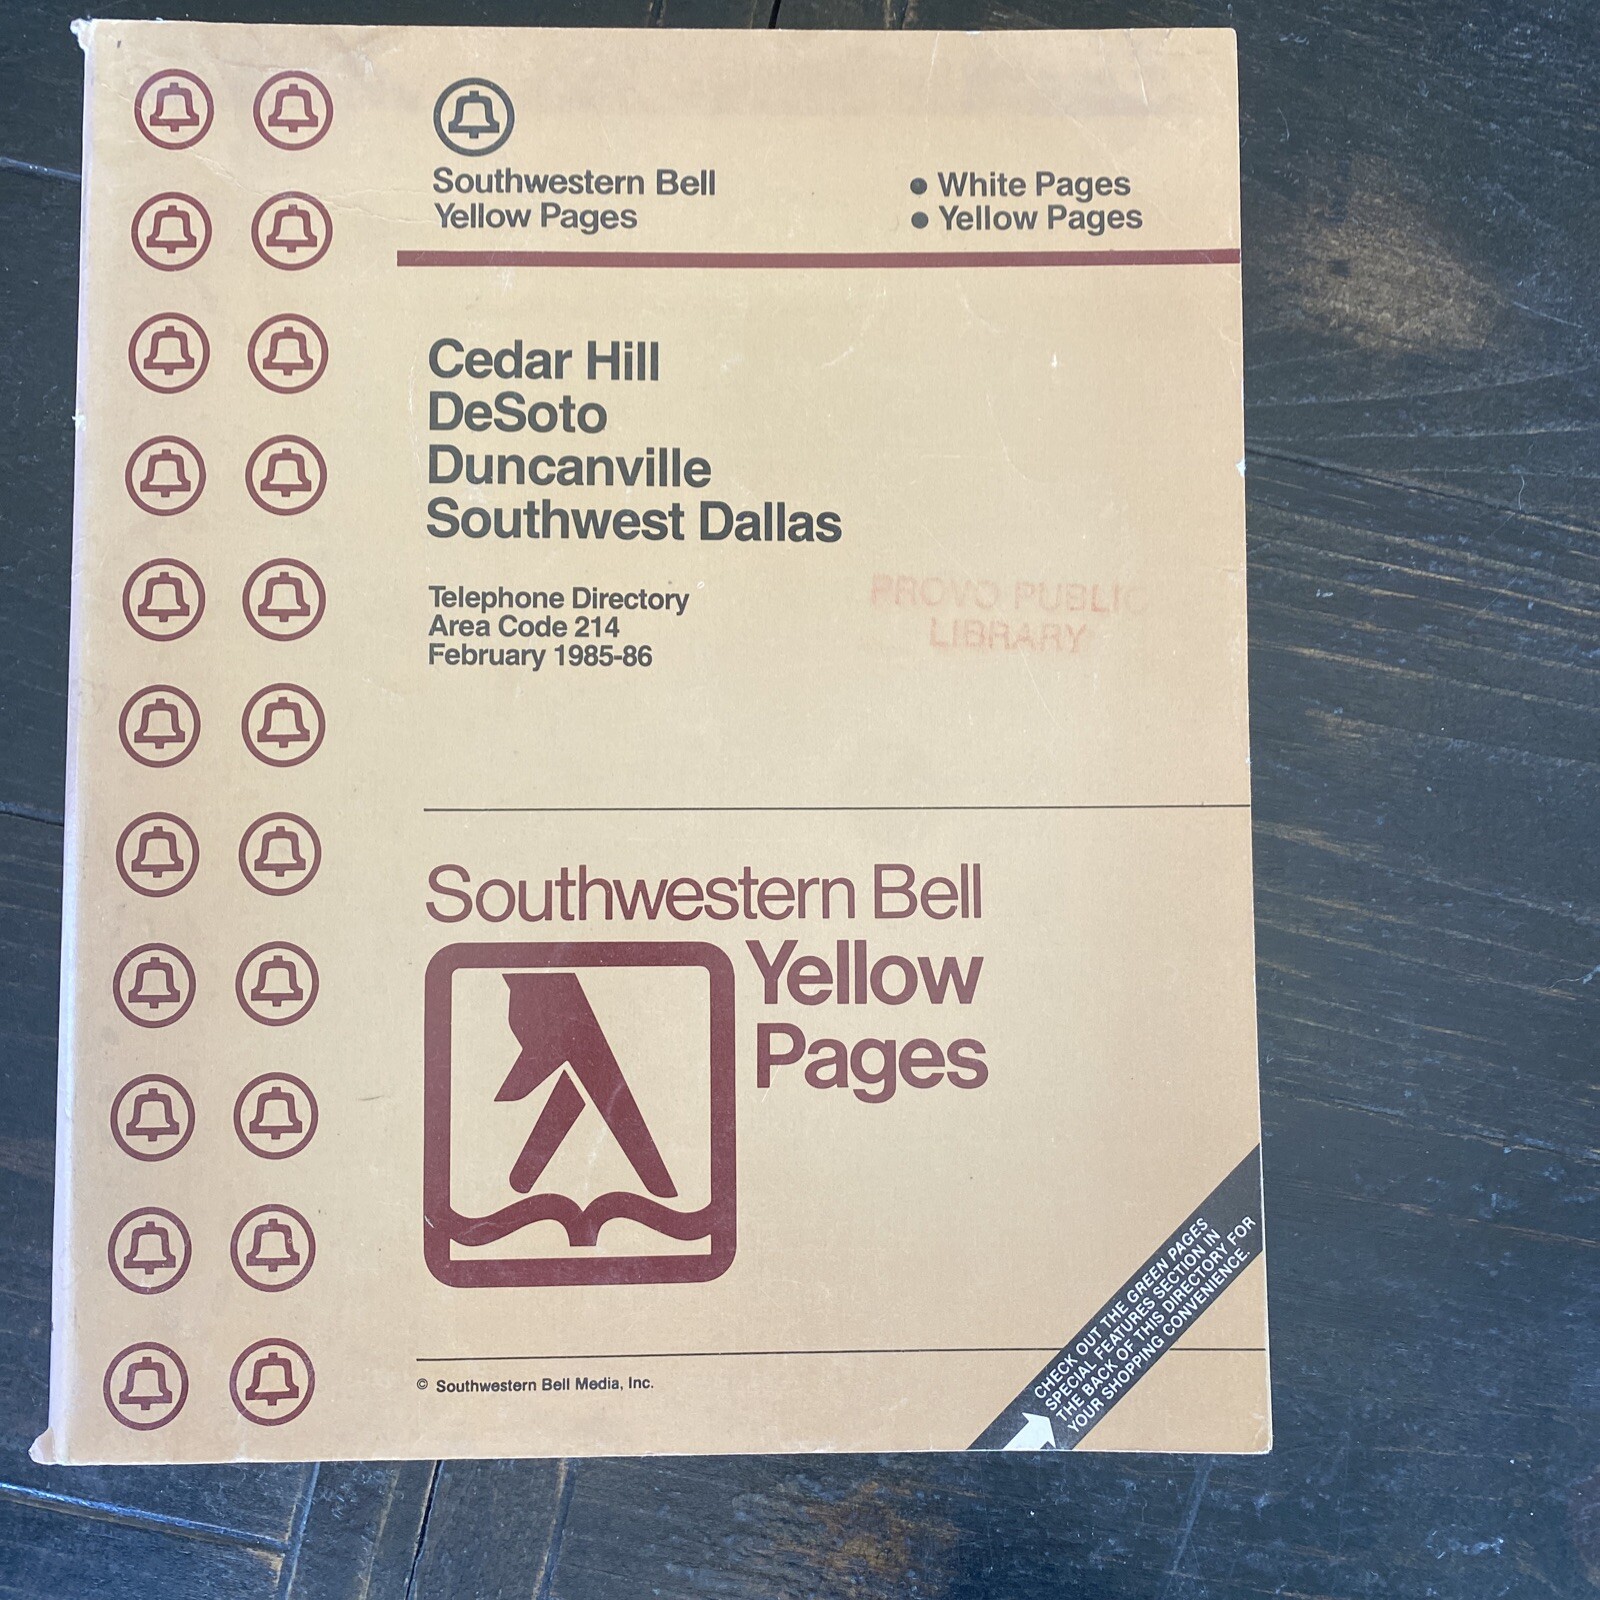 Southwestern Bell
Yellow Pages
● White Pages
● Yellow Pages
Cedar Hill
DeSoto
Duncanville
Southwest Dallas
Telephone Directory
Area Code 214
February 1985-86
PROVO PUBLIC
LIBRARY
Southwestern Bell
Yellow
Pages
CHECK OUT THE GREEN PAGES
SPECIAL FEATURES SECTION IN
THE BACK OF THIS DIRECTORY FOR
YOUR SHOPPING CONVENIENCE.
© Southwestern Bell Media, Inc.